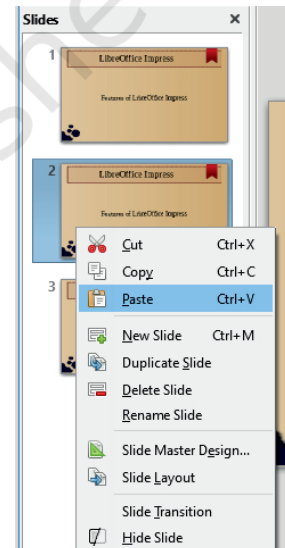 Slides ×
1
LibreOffice Impress
Features of LibreOffice Impress
2
LibreOffice Impress
Features of LibreOffice Impress
3
Cut Ctrl+X
Copy Ctrl+C
Paste Ctrl+V
New Slide Ctrl+M
Duplicate Slide
Delete Slide
Rename Slide
Slide Master Design...
Slide Layout
Slide Transition
Hide Slide